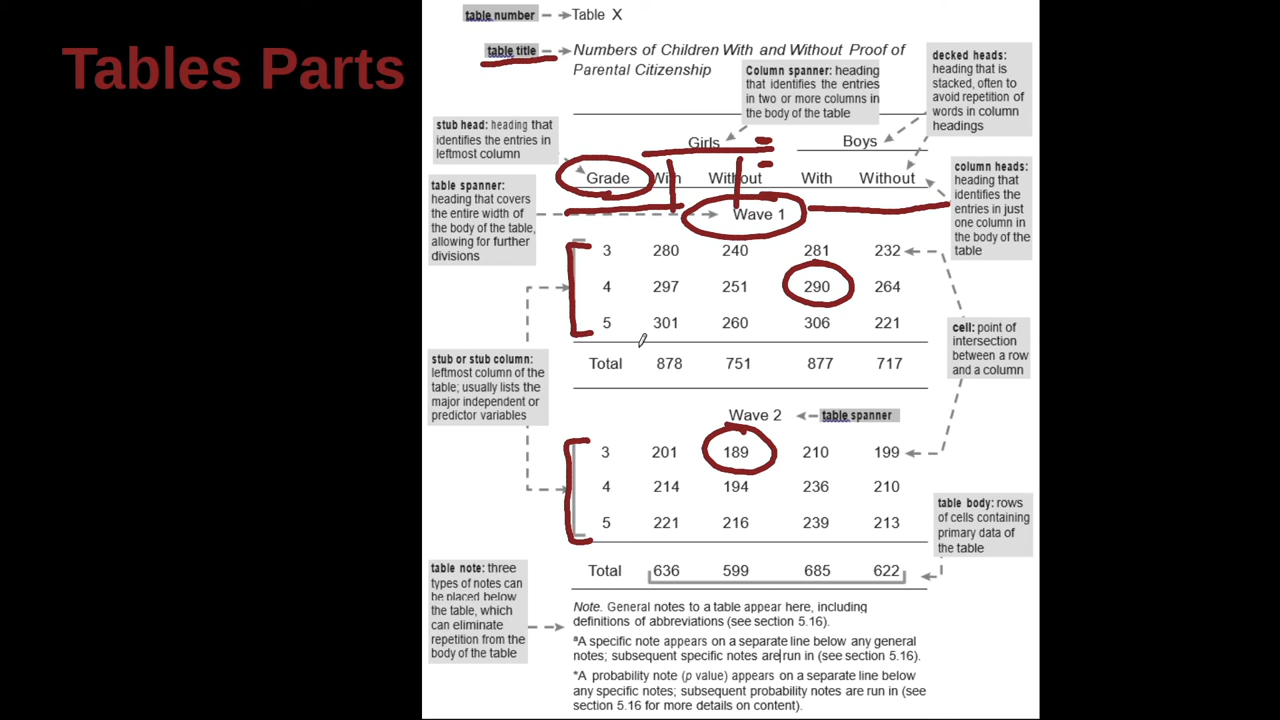 Tables Parts
table number
Table X
table title
Numbers of Children With and Without Proof of
Parental Citizenship
Column spanner: heading
that identifies the entries
in two or more columns in
the body of the table
decked heads:
heading that is
stacked, often to
avoid repetition of
words in column
headings
stub head: heading that
identifies the entries in
leftmost column
Girls
Boys
Grade With Without With Without
column heads:
heading that
identifies the
entries in just
one column in
the body of the
table
table spanner:
heading that covers
the entire width of
the body of the table,
allowing for further
divisions
Wave 1
3 280 240 281 232
4 297 251 290 264
5 301 260 306 221
Total 878 751 877 717
cell: point of
intersection
between a row
and a column
stub or stub column:
leftmost column of the
table; usually lists the
major independent or
predictor variables
Wave 2
table spanner
3 201 189 210 199
4 214 194 236 210
5 221 216 239 213
Total 636 599 685 622
table body: rows
of cells containing
primary data of
the table
table note: three
types of notes can
be placed below
the table, which
can eliminate
repetition from the
body of the table
Note. General notes to a table appear here, including
definitions of abbreviations (see section 5.16).
ªA specific note appears on a separate line below any general
notes; subsequent specific notes are run in (see section 5.16).
*A probability note (p value) appears on a separate line below
any specific notes; subsequent probability notes are run in (see
section 5.16 for more details on content).